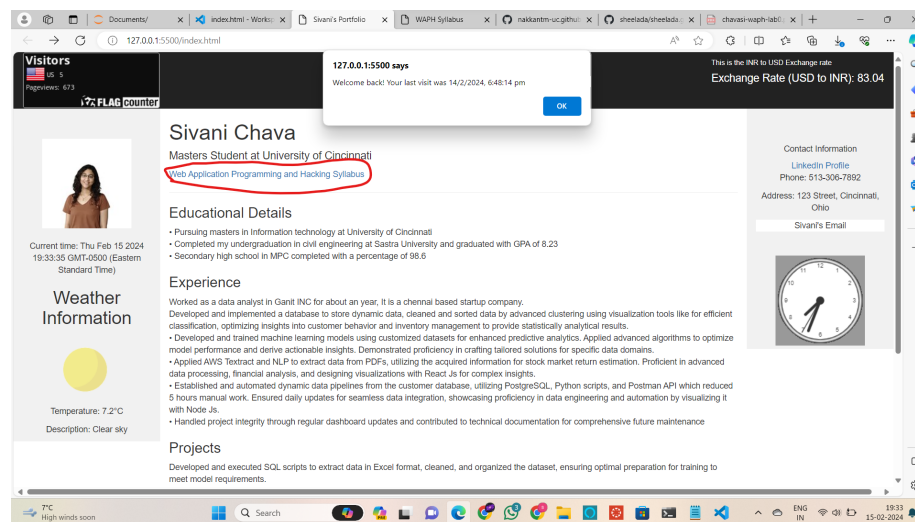 Documents/
index.html - Worksp
Sivani's Portfolio
WAPH Syllabus
nakkantm-uc.github
sheelada/sheelada.g
chavasi-waph-lab0
127.0.0.1:5500/index.html
Visitors
US 5
Pageviews: 673
FLAG counter
127.0.0.1:5500 says
Welcome back! Your last visit was 14/2/2024, 6:48:14 pm
OK
This is the INR to USD Exchange rate
Exchange Rate (USD to INR): 83.04
Current time: Thu Feb 15 2024
19:33:35 GMT-0500 (Eastern
Standard Time)
Weather
Information
Temperature: 7.2°C
Description: Clear sky
Sivani Chava
Masters Student at University of Cincinnati
Web Application Programming and Hacking Syllabus
Educational Details
• Pursuing masters in Information technology at University of Cincinnati
• Completed my undergraduation in civil engineering at Sastra University and graduated with GPA of 8.23
• Secondary high school in MPC completed with a percentage of 98.6
Experience
Worked as a data analyst in Ganit INC for about an year, It is a chennai based startup company.
Developed and implemented a database to store dynamic data, cleaned and sorted data by advanced clustering using visualization tools like for efficient
classification, optimizing insights into customer behavior and inventory management to provide statistically analytical results.
• Developed and trained machine learning models using customized datasets for enhanced predictive analytics. Applied advanced algorithms to optimize
model performance and derive actionable insights. Demonstrated proficiency in crafting tailored solutions for specific data domains.
• Applied AWS Textract and NLP to extract data from PDFs, utilizing the acquired information for stock market return estimation. Proficient in advanced
data processing, financial analysis, and designing visualizations with React Js for complex insights.
• Established and automated dynamic data pipelines from the customer database, utilizing PostgreSQL, Python scripts, and Postman API which reduced
5 hours manual work. Ensured daily updates for seamless data integration, showcasing proficiency in data engineering and automation by visualizing it
with Node Js.
• Handled project integrity through regular dashboard updates and contributed to technical documentation for comprehensive future maintenance
Projects
Developed and executed SQL scripts to extract data in Excel format, cleaned, and organized the dataset, ensuring optimal preparation for training to
meet model requirements.
Contact Information
LinkedIn Profile
Phone: 513-306-7892
Address: 123 Street, Cincinnati,
Ohio
Sivani's Email
12
1
2
3
4
5
6
7
8
9
10
11
7°C
High winds soon
Search
ENG
IN
19:33
15-02-2024